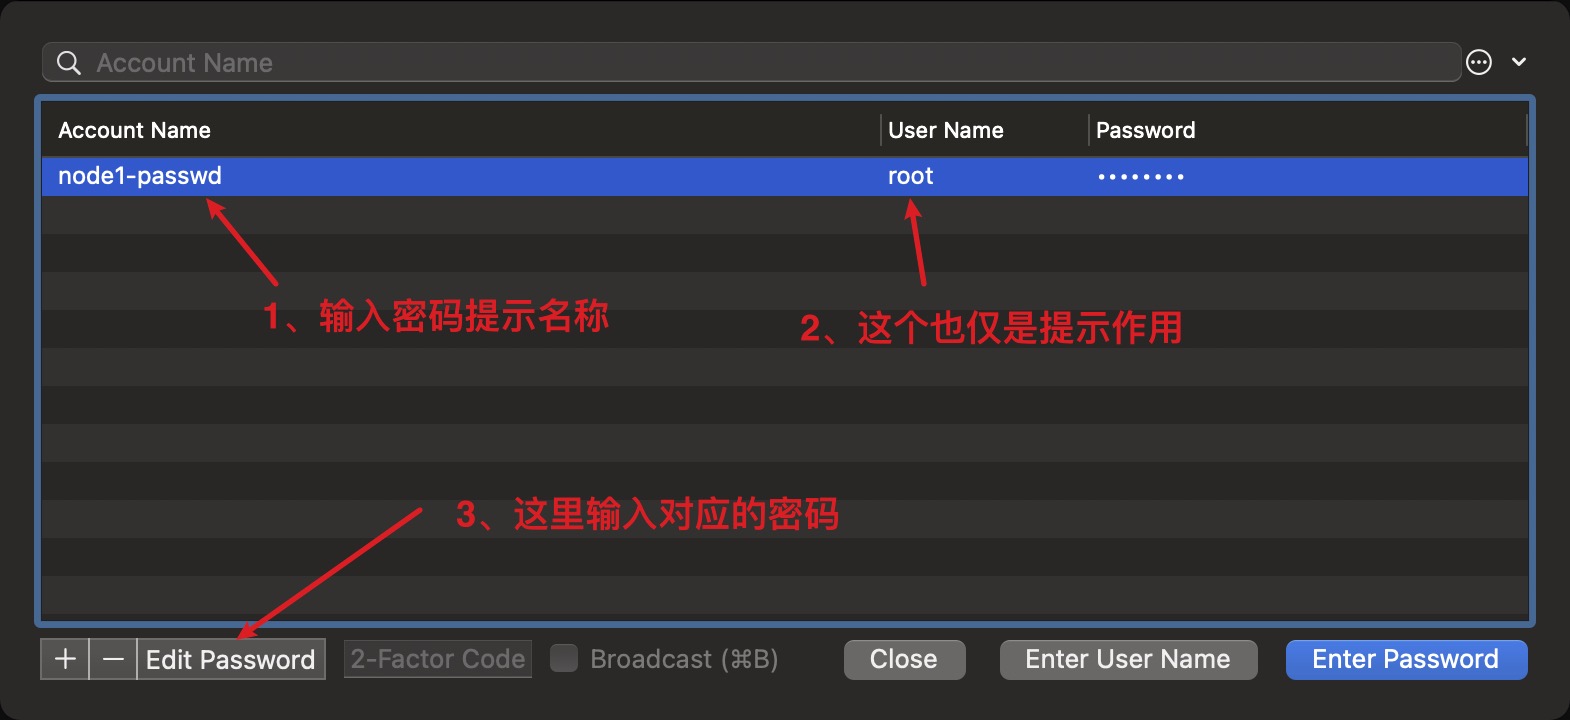 Account Name
Account Name User Name Password
node1-passwd root ••••••••
1、输入密码提示名称
2、这个也仅是提示作用
3、这里输入对应的密码
+ − Edit Password 2-Factor Code Broadcast (⌘B) Close Enter User Name Enter Password